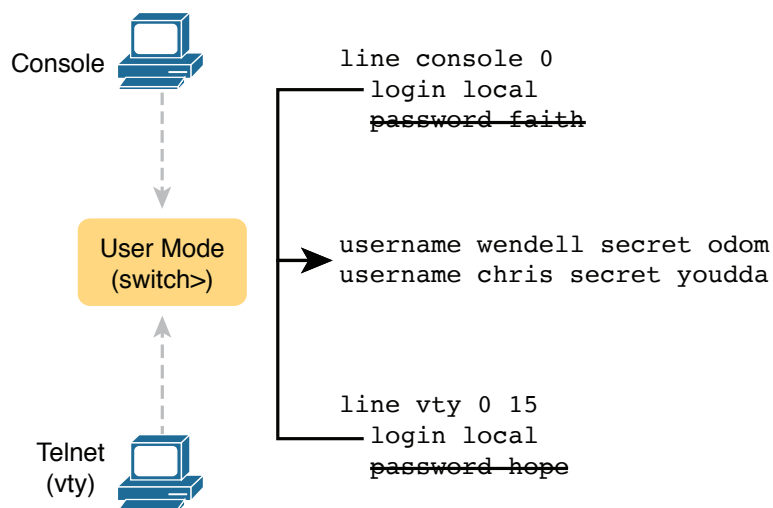 Console
line console 0
login local
password faith
User Mode
(switch>)
username wendell secret odom
username chris secret youdda
line vty 0 15
login local
password hope
Telnet
(vty)